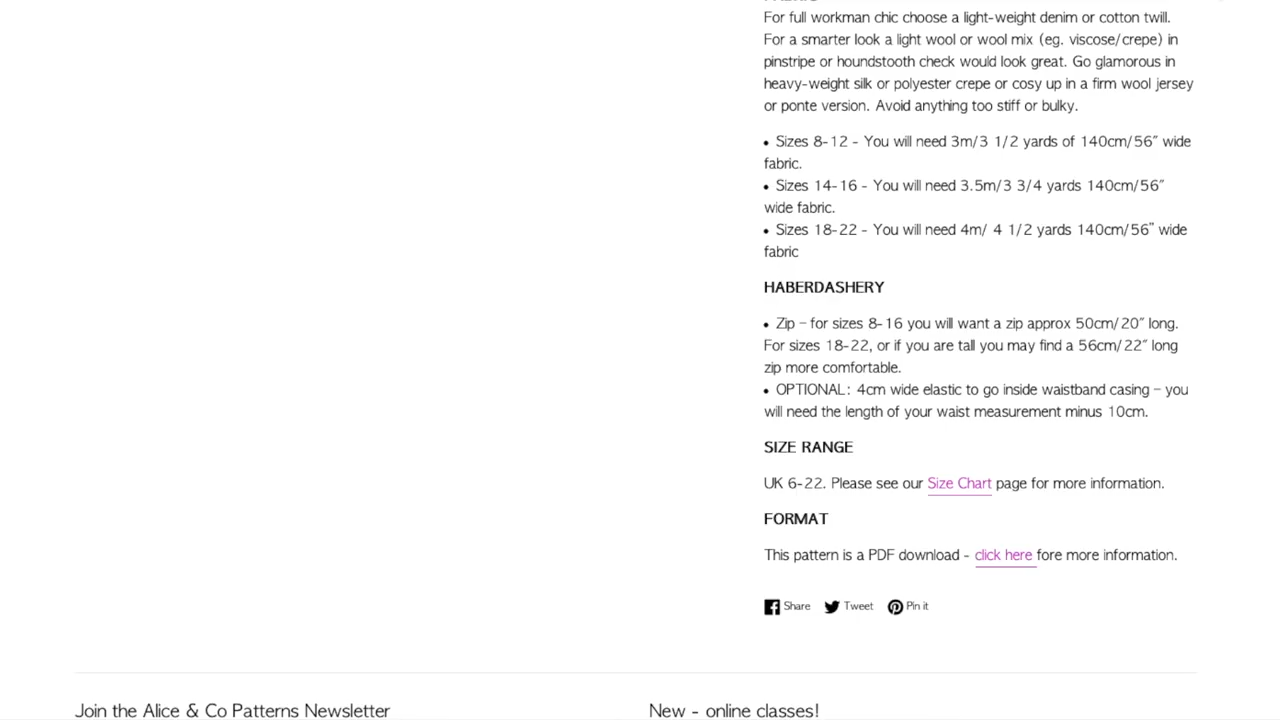 For full workman chic choose a light-weight denim or cotton twill.
For a smarter look a light wool or wool mix (eg. viscose/crepe) in
pinstripe or houndstooth check would look great. Go glamorous in
heavy-weight silk or polyester crepe or cosy up in a firm wool jersey
or ponte version. Avoid anything too stiff or bulky.
• Sizes 8-12 - You will need 3m/3 1/2 yards of 140cm/56″ wide
fabric.
• Sizes 14-16 - You will need 3.5m/3 3/4 yards 140cm/56″
wide fabric.
• Sizes 18-22 - You will need 4m/ 4 1/2 yards 140cm/56” wide
fabric
HABERDASHERY
• Zip – for sizes 8-16 you will want a zip approx 50cm/20″ long.
For sizes 18-22, or if you are tall you may find a 56cm/22″ long
zip more comfortable.
• OPTIONAL: 4cm wide elastic to go inside waistband casing – you
will need the length of your waist measurement minus 10cm.
SIZE RANGE
UK 6-22. Please see our Size Chart page for more information.
FORMAT
This pattern is a PDF download - click here fore more information.
Share Tweet Pin it
Join the Alice & Co Patterns Newsletter
New - online classes!